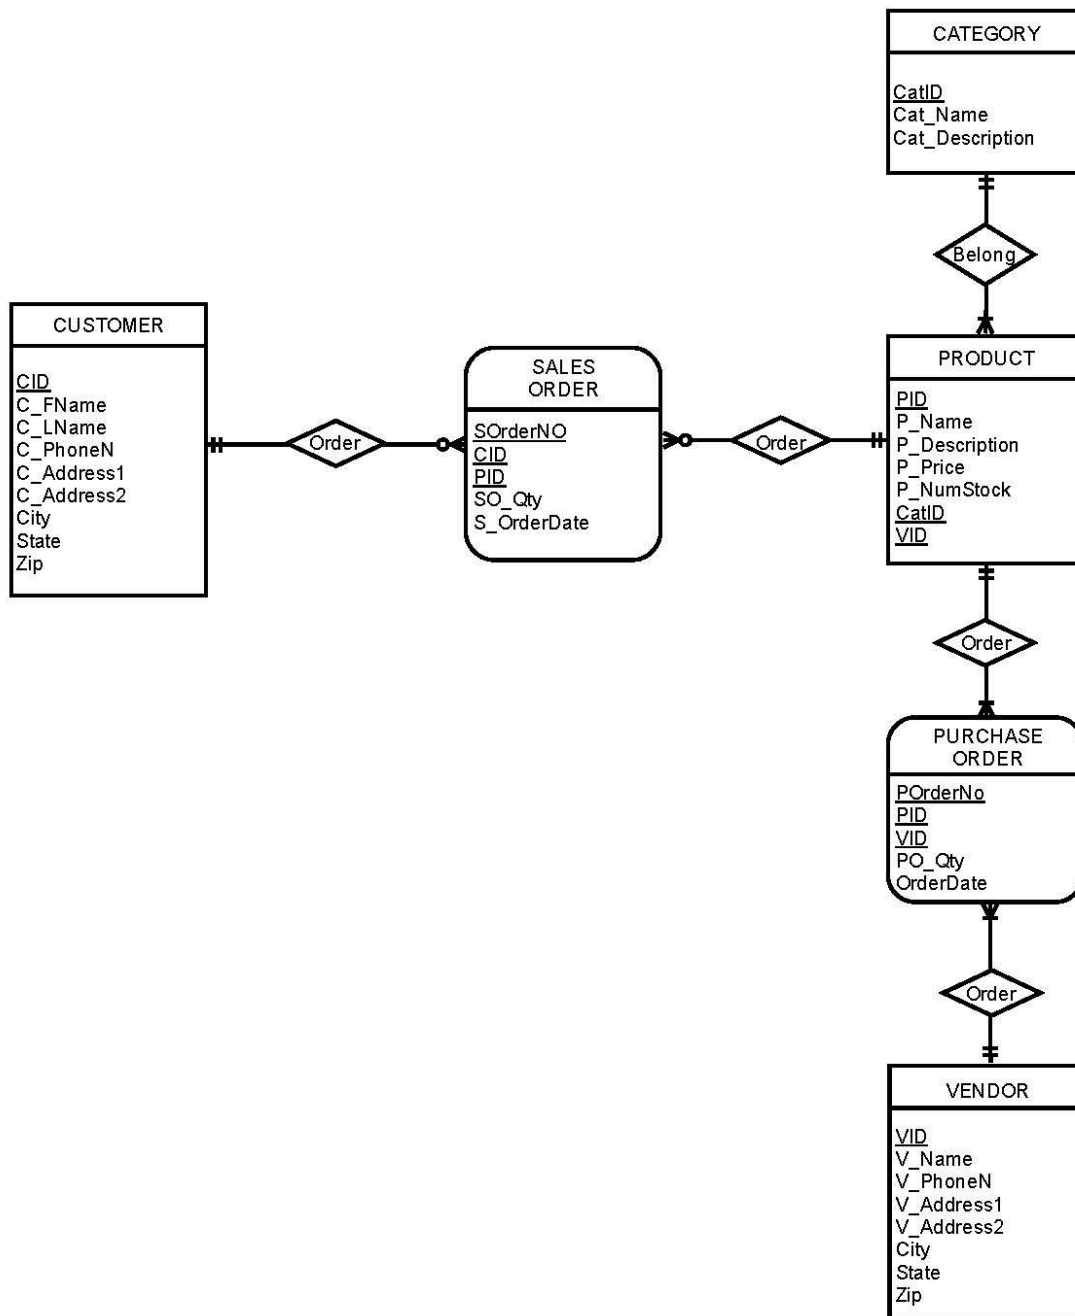 CATEGORY
CatID
Cat_Name
Cat_Description
Belong
CUSTOMER
CID
C_FName
C_LName
C_PhoneN
C_Address1
C_Address2
City
State
Zip
Order
SALES
ORDER
SOrderNO
CID
PID
SO_Qty
S_OrderDate
Order
PRODUCT
PID
P_Name
P_Description
P_Price
P_NumStock
CatID
VID
Order
PURCHASE
ORDER
POrderNo
PID
VID
PO_Qty
OrderDate
Order
VENDOR
VID
V_Name
V_PhoneN
V_Address1
V_Address2
City
State
Zip